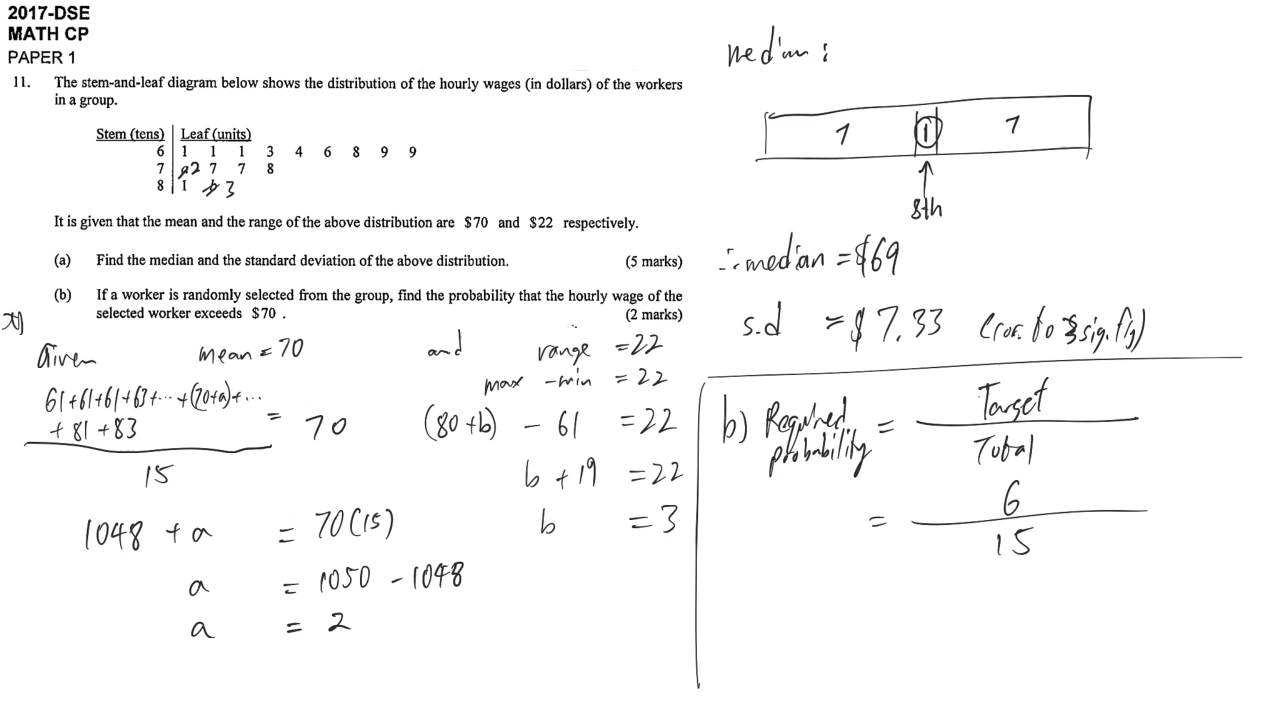 2017-DSE
MATH CP
PAPER 1
11. The stem-and-leaf diagram below shows the distribution of the hourly wages (in dollars) of the workers
in a group.
Stem (tens) Leaf (units)
6 1 1 1 3 4 6 8 9 9
7 a 2 7 7 8
8 1 b 3
It is given that the mean and the range of the above distribution are $70 and $22 respectively.
(a) Find the median and the standard deviation of the above distribution. (5 marks)
(b) If a worker is randomly selected from the group, find the probability that the hourly wage of the
selected worker exceeds $70 . (2 marks)
Given mean = 70 and range = 22
max - min = 22
61+61+61+63+...+(70+a)+...
+ 81 + 83
= 70
15
(80+b) - 61 = 22
b + 19 = 22
b = 3
1048 + a = 70(15)
a = 1050 - 1048
a = 2
median :
7 1 7
8th
∴ median = $69
s.d = $7.33 (cor. to 3 sig. fig)
b) Required
probability
= Target
Total
= 6
15